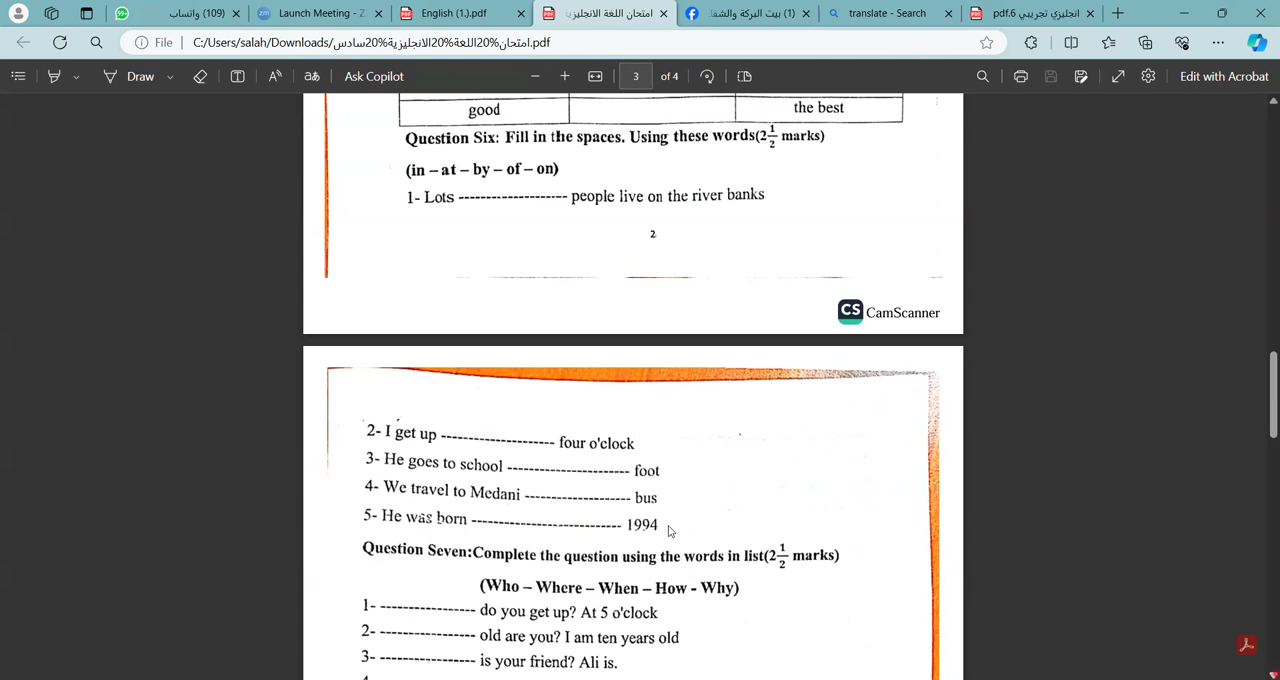 (109) واتساب
Launch Meeting - Z
English (1.).pdf
امتحان اللغة الانجليزية
(1) بيت البركة والشفا
translate - Search
انجليزي تجريبي 6.pdf
File
C:/Users/salah/Downloads/امتحان%20اللغة%20الانجليزية%20سادس.pdf
Draw
aあ
Ask Copilot
3
of 4
Edit with Acrobat
good the best
Question Six: Fill in the spaces. Using these words(2 1/2 marks)
(in – at – by – of – on)
1- Lots -------------------- people live on the river banks
2
CS CamScanner
2- I get up --------------------- four o'clock
3- He goes to school ---------------------- foot
4- We travel to Medani ------------------- bus
5- He was born --------------------------- 1994
Question Seven:Complete the question using the words in list(2 1/2 marks)
(Who – Where – When – How - Why)
1- ----------------- do you get up? At 5 o'clock
2- ----------------- old are you? I am ten years old
3- ----------------- is your friend? Ali is.